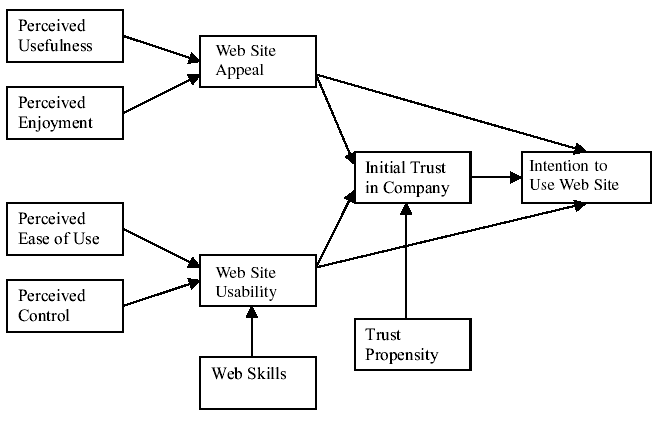 Perceived
Usefulness
Web Site
Appeal
Perceived
Enjoyment
Initial Trust
in Company
Intention to
Use Web Site
Perceived
Ease of Use
Web Site
Usability
Perceived
Control
Trust
Propensity
Web Skills